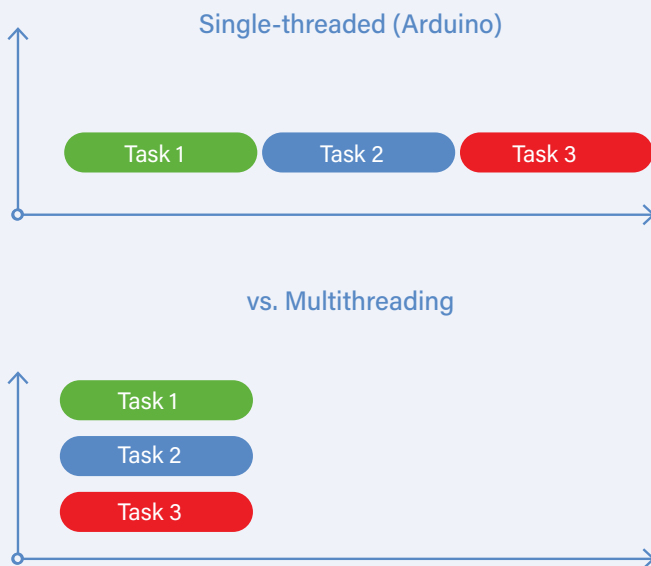 Single-threaded (Arduino)
Task 1
Task 2
Task 3
vs. Multithreading
Task 1
Task 2
Task 3